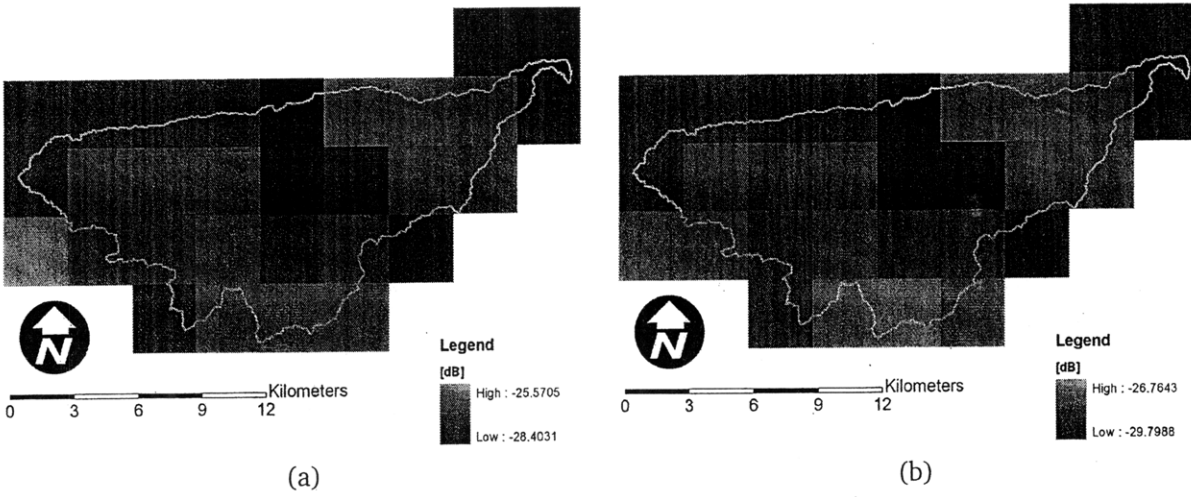 N
Kilometers
0 3 6 9 12
Legend
[dB]
High : -25.5705
Low : -28.4031
(a)
N
Kilometers
0 3 6 9 12
Legend
[dB]
High : -26.7643
Low : -29.7988
(b)